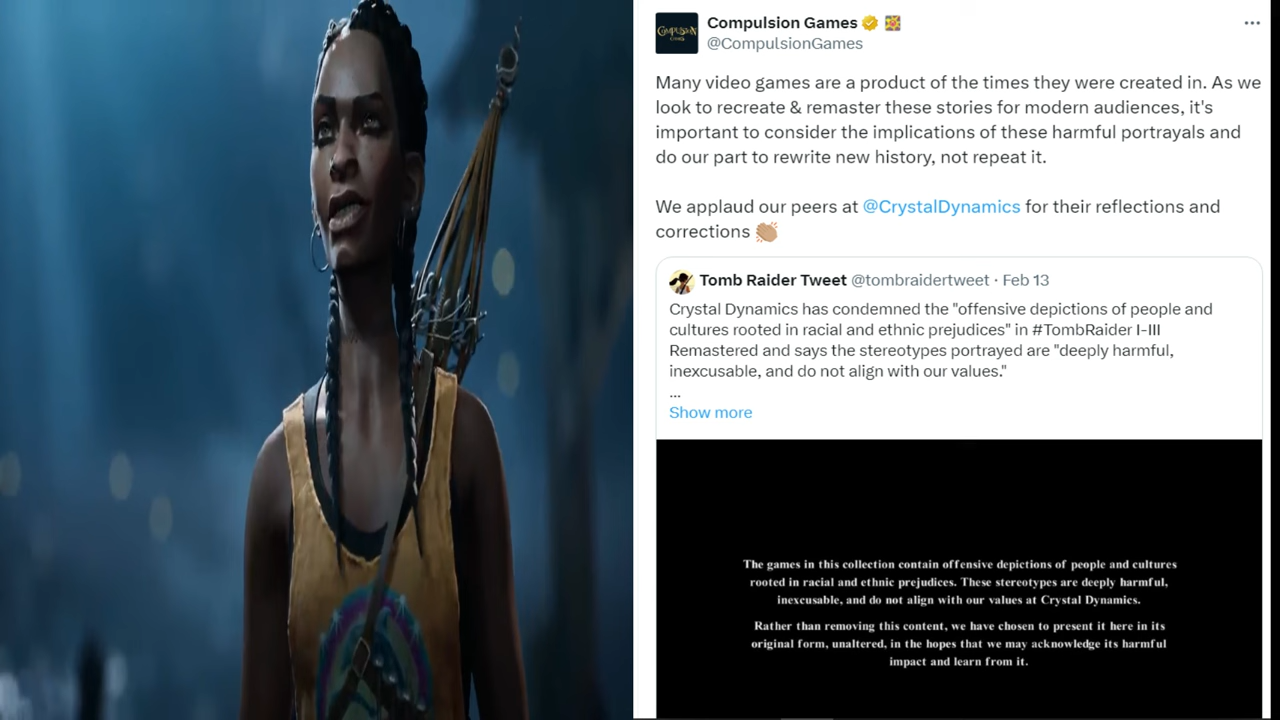 Compulsion Games
@CompulsionGames
Many video games are a product of the times they were created in. As we
look to recreate & remaster these stories for modern audiences, it's
important to consider the implications of these harmful portrayals and
do our part to rewrite new history, not repeat it.
We applaud our peers at @CrystalDynamics for their reflections and
corrections 👏🏽
Tomb Raider Tweet @tombraidertweet · Feb 13
Crystal Dynamics has condemned the "offensive depictions of people and
cultures rooted in racial and ethnic prejudices" in #TombRaider I-III
Remastered and says the stereotypes portrayed are "deeply harmful,
inexcusable, and do not align with our values."
...
Show more
The games in this collection contain offensive depictions of people and cultures
rooted in racial and ethnic prejudices. These stereotypes are deeply harmful,
inexcusable, and do not align with our values at Crystal Dynamics.
Rather than removing this content, we have chosen to present it here in its
original form, unaltered, in the hopes that we may acknowledge its harmful
impact and learn from it.